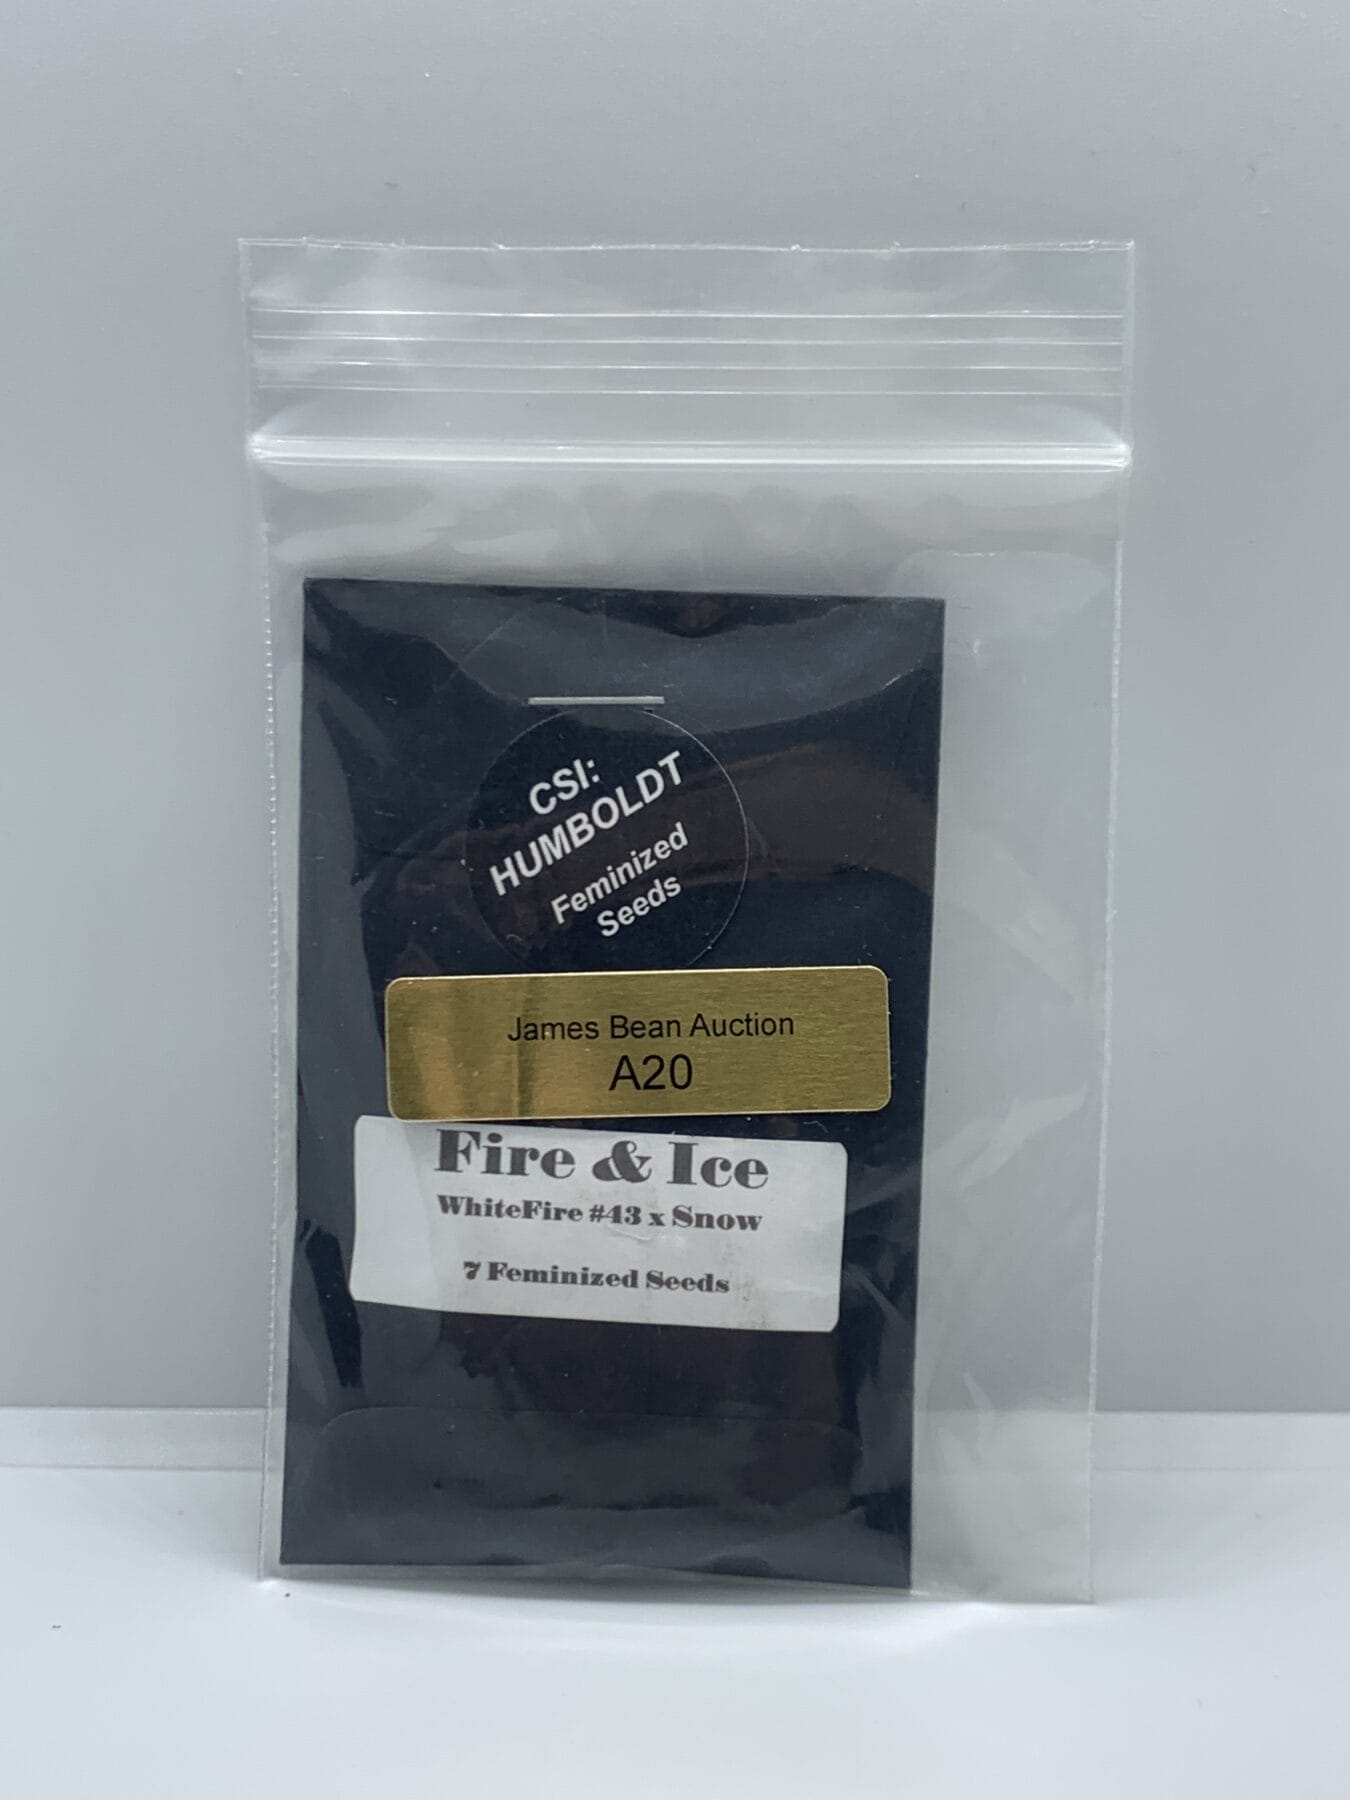 CSI:
HUMBOLDT
Feminized
Seeds
James Bean Auction
A20
Fire & Ice
WhiteFire #43 x Snow
7 Feminized Seeds